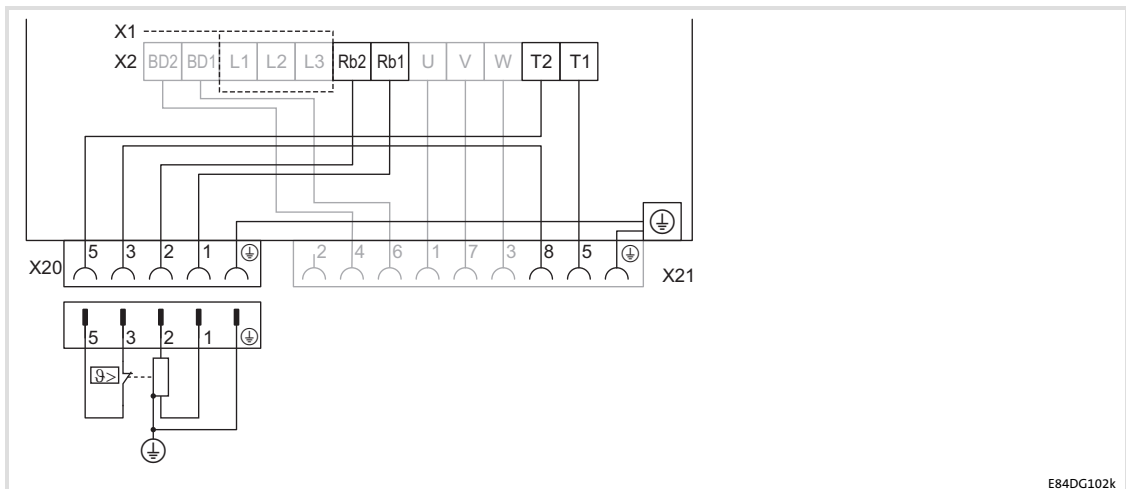 X1
X2 BD2 BD1 L1 L2 L3 Rb2 Rb1 U V W T2 T1
X20 5 3 2 1 2 4 6 1 7 3 8 5 X21
5 3 2 1
ϑ>
E84DG102k